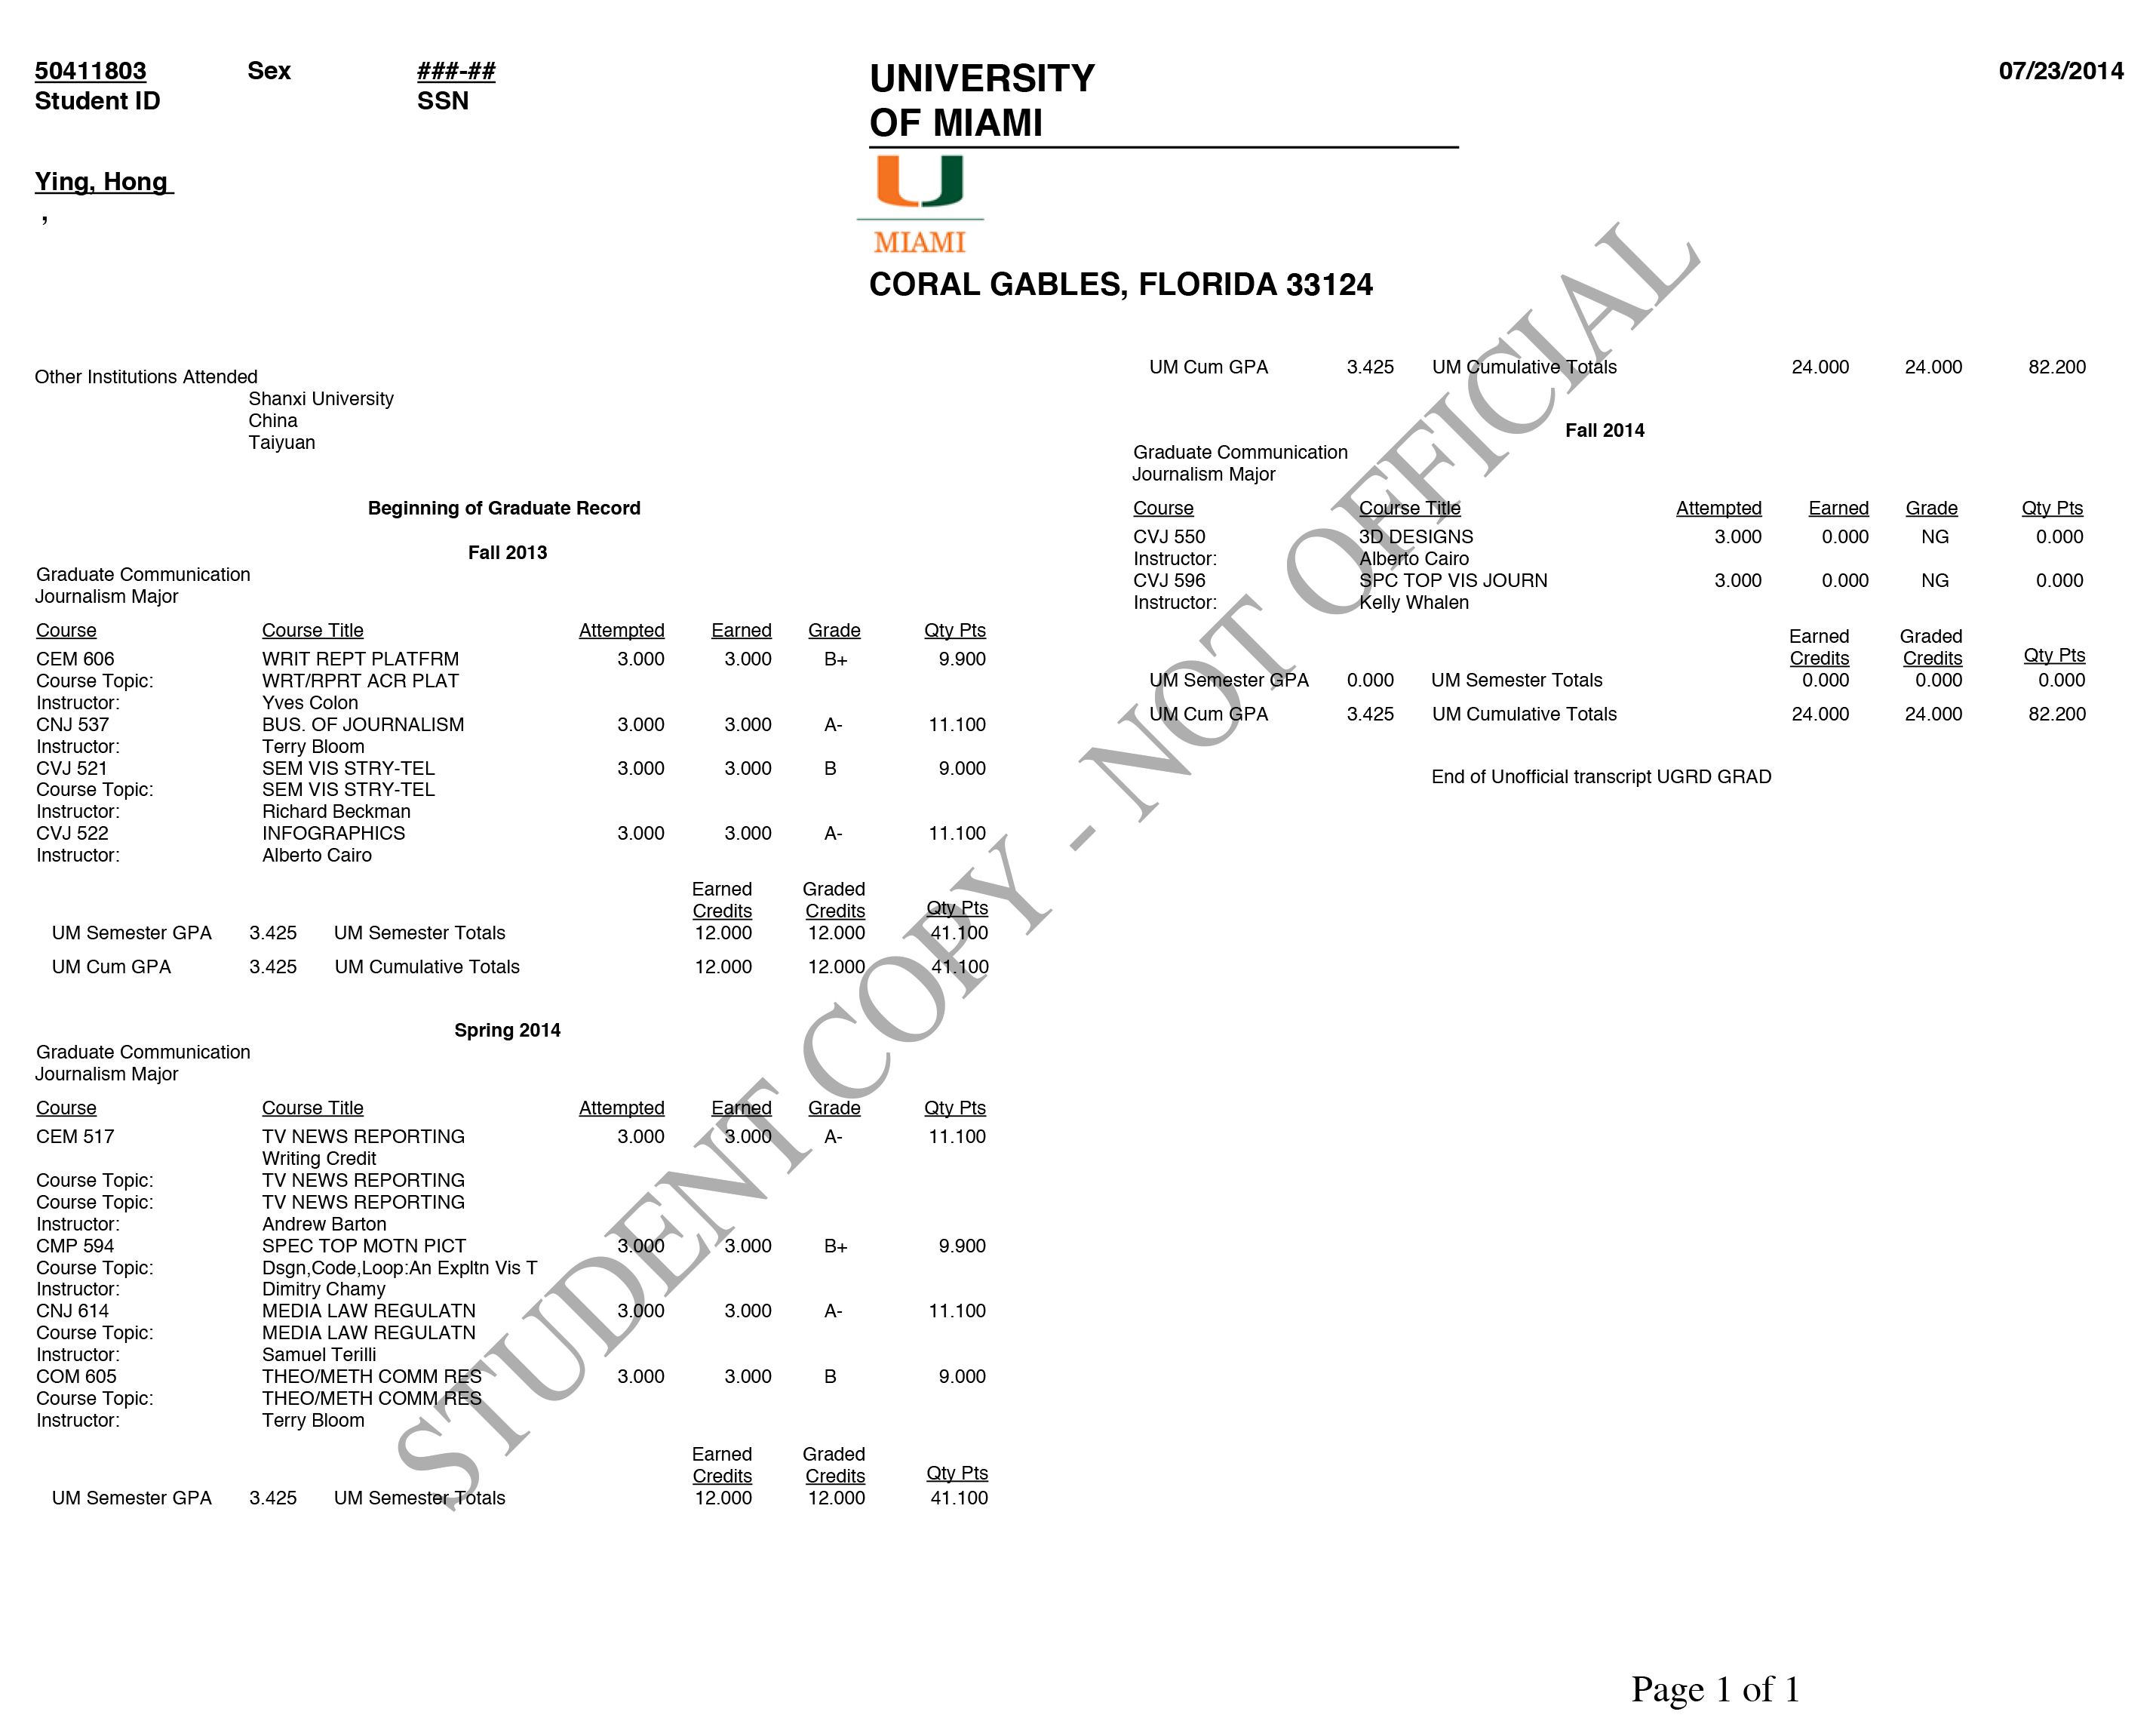 50411803 Sex ###-##
Student ID SSN
Ying, Hong
,
UNIVERSITY
OF MIAMI
MIAMI
CORAL GABLES, FLORIDA 33124
07/23/2014
Other Institutions Attended
Shanxi University
China
Taiyuan
Beginning of Graduate Record
Fall 2013
Graduate Communication
Journalism Major
Course Course Title Attempted Earned Grade Qty Pts
CEM 606 WRIT REPT PLATFRM 3.000 3.000 B+ 9.900
Course Topic: WRT/RPRT ACR PLAT
Instructor: Yves Colon
CNJ 537 BUS. OF JOURNALISM 3.000 3.000 A- 11.100
Instructor: Terry Bloom
CVJ 521 SEM VIS STRY-TEL 3.000 3.000 B 9.000
Course Topic: SEM VIS STRY-TEL
Instructor: Richard Beckman
CVJ 522 INFOGRAPHICS 3.000 3.000 A- 11.100
Instructor: Alberto Cairo
Earned Graded
Credits Credits Qty Pts
UM Semester GPA 3.425 UM Semester Totals 12.000 12.000 41.100
UM Cum GPA 3.425 UM Cumulative Totals 12.000 12.000 41.100
Spring 2014
Graduate Communication
Journalism Major
Course Course Title Attempted Earned Grade Qty Pts
CEM 517 TV NEWS REPORTING 3.000 3.000 A- 11.100
Writing Credit
Course Topic: TV NEWS REPORTING
Course Topic: TV NEWS REPORTING
Instructor: Andrew Barton
CMP 594 SPEC TOP MOTN PICT 3.000 3.000 B+ 9.900
Course Topic: Dsgn,Code,Loop:An Expltn Vis T
Instructor: Dimitry Chamy
CNJ 614 MEDIA LAW REGULATN 3.000 3.000 A- 11.100
Course Topic: MEDIA LAW REGULATN
Instructor: Samuel Terilli
COM 605 THEO/METH COMM RES 3.000 3.000 B 9.000
Course Topic: THEO/METH COMM RES
Instructor: Terry Bloom
Earned Graded
Credits Credits Qty Pts
UM Semester GPA 3.425 UM Semester Totals 12.000 12.000 41.100
UM Cum GPA 3.425 UM Cumulative Totals 24.000 24.000 82.200
Fall 2014
Graduate Communication
Journalism Major
Course Course Title Attempted Earned Grade Qty Pts
CVJ 550 3D DESIGNS 3.000 0.000 NG 0.000
Instructor: Alberto Cairo
CVJ 596 SPC TOP VIS JOURN 3.000 0.000 NG 0.000
Instructor: Kelly Whalen
Earned Graded
Credits Credits Qty Pts
UM Semester GPA 0.000 UM Semester Totals 0.000 0.000 0.000
UM Cum GPA 3.425 UM Cumulative Totals 24.000 24.000 82.200
End of Unofficial transcript UGRD GRAD
STUDENT COPY - NOT OFFICIAL
Page 1 of 1